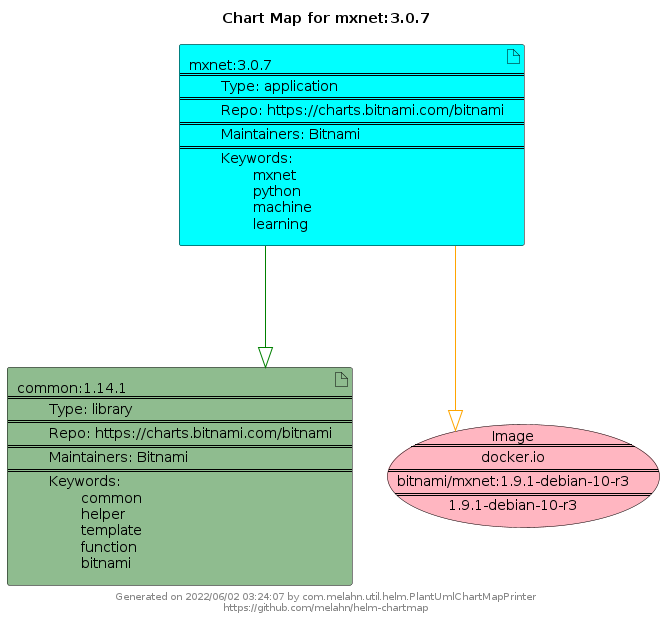 Chart Map for mxnet:3.0.7
mxnet:3.0.7
Type: application
Repo: https://charts.bitnami.com/bitnami
Maintainers: Bitnami
Keywords:
mxnet
python
machine
learning
common:1.14.1
Type: library
Repo: https://charts.bitnami.com/bitnami
Maintainers: Bitnami
Keywords:
common
helper
template
function
bitnami
Image
docker.io
bitnami/mxnet:1.9.1-debian-10-r3
1.9.1-debian-10-r3
Generated on 2022/06/02 03:24:07 by com.melahn.util.helm.PlantUmlChartMapPrinter
https://github.com/melahn/helm-chartmap